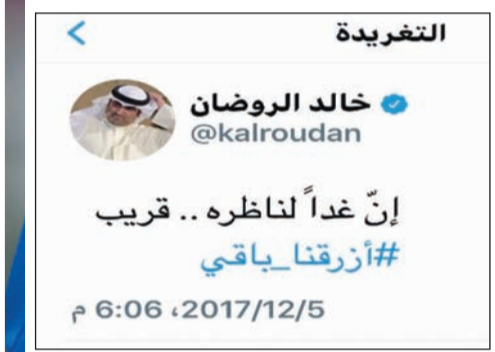 التغريدة
خالد الروضان
@kalroudan
إنّ غداً لناظره .. قريب
#أزرقنا_باقي
2017/12/5، 6:06 م